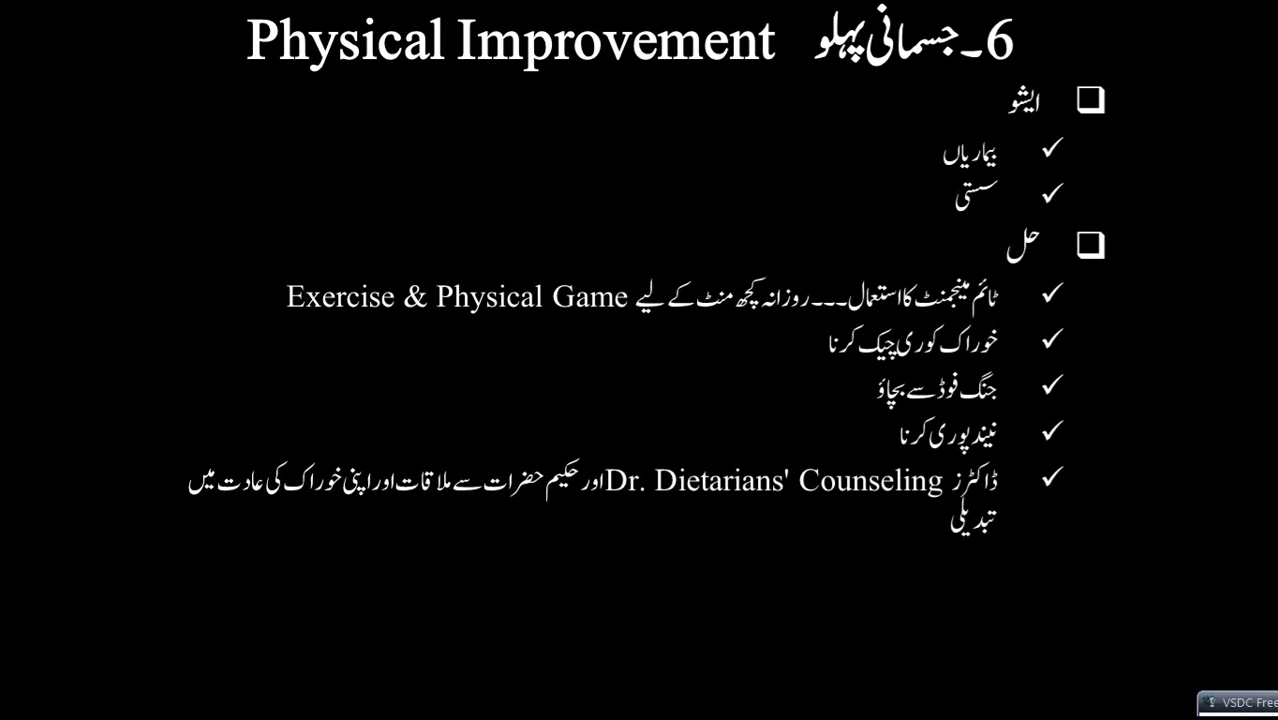 6۔جسمانی پہلو Physical Improvement
ایشو
بیماریاں
سستی
حل
ٹائم مینجمنٹ کا استعمال۔۔۔روزانہ کچھ منٹ کے لیے Exercise & Physical Game
خوراک کو ری چیک کرنا
جنگ فوڈ سے بچاؤ
نیند پوری کرنا
ڈاکٹرز Dr. Dietarians' Counseling اور حکیم حضرات سے ملاقات اور اپنی خوراک کی عادت میں
تبدیلی
VSDC Free